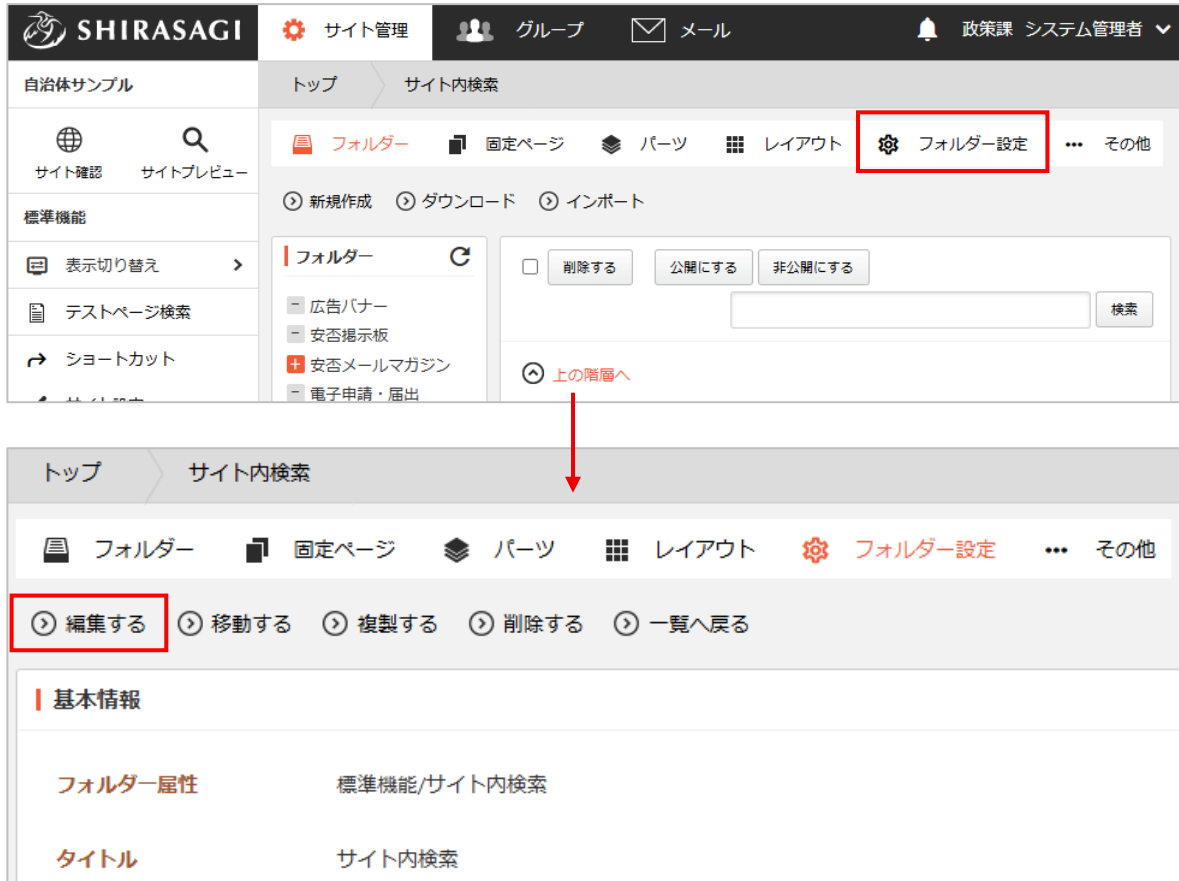 SHIRASAGI サイト管理 グループ メール 政策課 システム管理者
自治体サンプル トップ サイト内検索
サイト確認 サイトプレビュー フォルダー 固定ページ パーツ レイアウト フォルダー設定 ••• その他
標準機能 新規作成 ダウンロード インポート
表示切り替え
テストページ検索
ショートカット
フォルダー
広告バナー
安否掲示板
安否メールマガジン
電子申請・届出
削除する 公開にする 非公開にする
検索
上の階層へ
トップ サイト内検索
フォルダー 固定ページ パーツ レイアウト フォルダー設定 ••• その他
編集する 移動する 複製する 削除する 一覧へ戻る
基本情報
フォルダー属性 標準機能/サイト内検索
タイトル サイト内検索